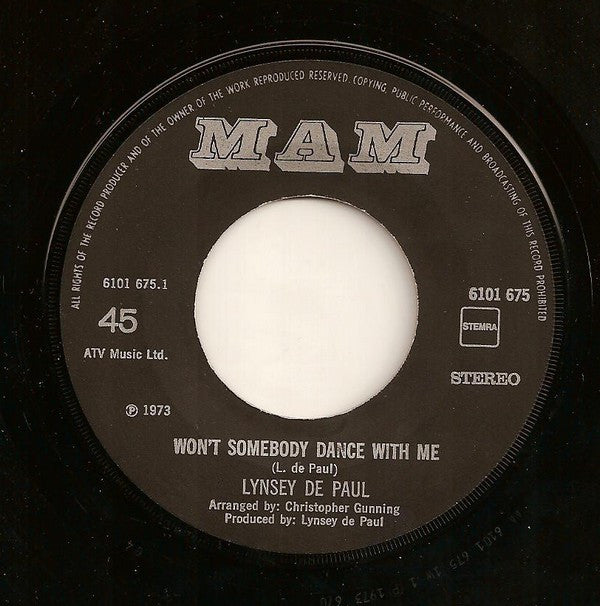 ALL RIGHTS OF THE RECORD PRODUCER AND OF THE OWNER OF THE WORK REPRODUCED RESERVED. COPYING, PUBLIC PERFORMANCE AND BROADCASTING OF THIS RECORD PROHIBITED
MAM
6101 675.1
6101 675
45
STEMRA
ATV Music Ltd.
STEREO
℗ 1973
WON'T SOMEBODY DANCE WITH ME
(L. de Paul)
LYNSEY DE PAUL
Arranged by: Christopher Gunning
Produced by: Lynsey de Paul